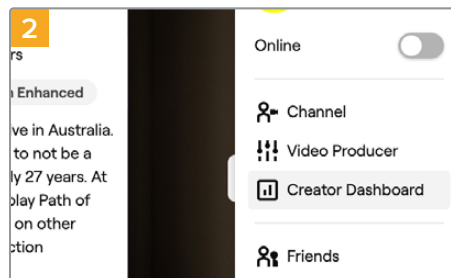 2
rs
n Enhanced
ve in Australia.
to not be a
ly 27 years. At
play Path of
on other
ction
Online
Channel
Video Producer
Creator Dashboard
Friends